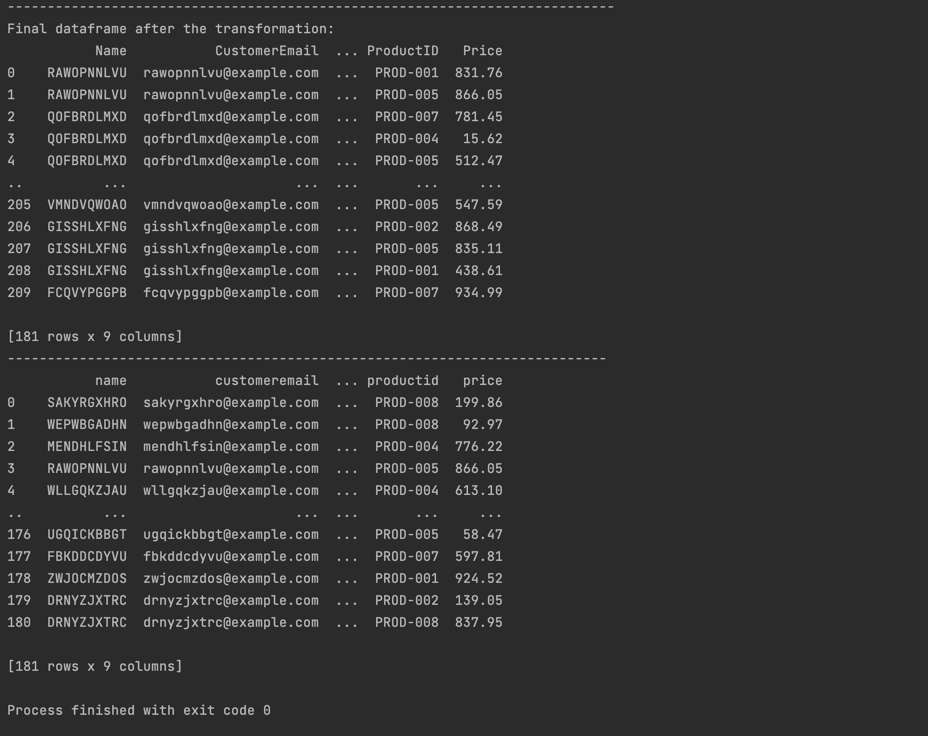 ----------------------------------------------------------------------------
Final dataframe after the transformation:
           Name           CustomerEmail  ... ProductID   Price
0    RAWOPNNLVU  rawopnnlvu@example.com  ...  PROD-001  831.76
1    RAWOPNNLVU  rawopnnlvu@example.com  ...  PROD-005  866.05
2    QOFBRDLMXD  qofbrdlmxd@example.com  ...  PROD-007  781.45
3    QOFBRDLMXD  qofbrdlmxd@example.com  ...  PROD-004   15.62
4    QOFBRDLMXD  qofbrdlmxd@example.com  ...  PROD-005  512.47
..          ...                     ...  ...       ...     ...
205  VMNDVQWOAO  vmndvqwoao@example.com  ...  PROD-005  547.59
206  GISSHLXFNG  gisshlxfng@example.com  ...  PROD-002  868.49
207  GISSHLXFNG  gisshlxfng@example.com  ...  PROD-005  835.11
208  GISSHLXFNG  gisshlxfng@example.com  ...  PROD-001  438.61
209  FCQVYPGGPB  fcqvypggpb@example.com  ...  PROD-007  934.99

[181 rows x 9 columns]
---------------------------------------------------------------------------
           name           customeremail  ... productid   price
0    SAKYRGXHRO  sakyrgxhro@example.com  ...  PROD-008  199.86
1    WEPWBGADHN  wepwbgadhn@example.com  ...  PROD-008   92.97
2    MENDHLFSIN  mendhlfsin@example.com  ...  PROD-004  776.22
3    RAWOPNNLVU  rawopnnlvu@example.com  ...  PROD-005  866.05
4    WLLGQKZJAU  wllgqkzjau@example.com  ...  PROD-004  613.10
..          ...                     ...  ...       ...     ...
176  UGQICKBBGT  ugqickbbgt@example.com  ...  PROD-005   58.47
177  FBKDDCDYVU  fbkddcdyvu@example.com  ...  PROD-007  597.81
178  ZWJOCMZDOS  zwjocmzdos@example.com  ...  PROD-001  924.52
179  DRNYZJXTRC  drnyzjxtrc@example.com  ...  PROD-002  139.05
180  DRNYZJXTRC  drnyzjxtrc@example.com  ...  PROD-008  837.95

[181 rows x 9 columns]

Process finished with exit code 0